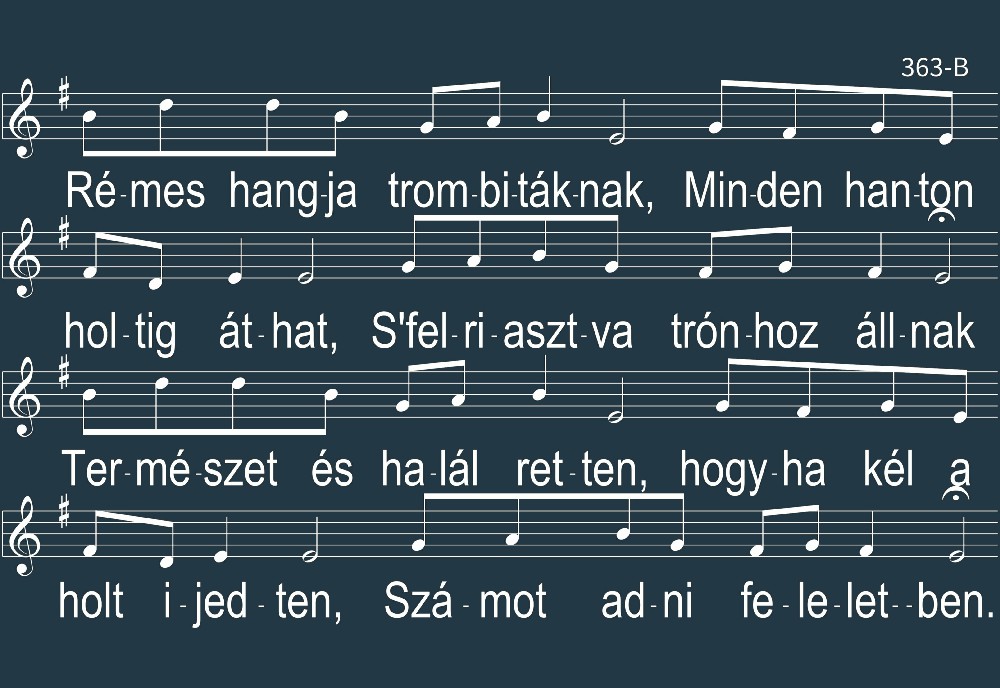 363-B
Ré-mes hang-ja trom-bi-ták-nak, Min-den han-ton
hol-tig át-hat, S'fel-ri-aszt-va trón-hoz áll-nak
Ter-mé-szet és ha-lál ret-ten, hogy-ha kél a
holt i-jed-ten, Szá-mot ad-ni fe-le-let--ben.